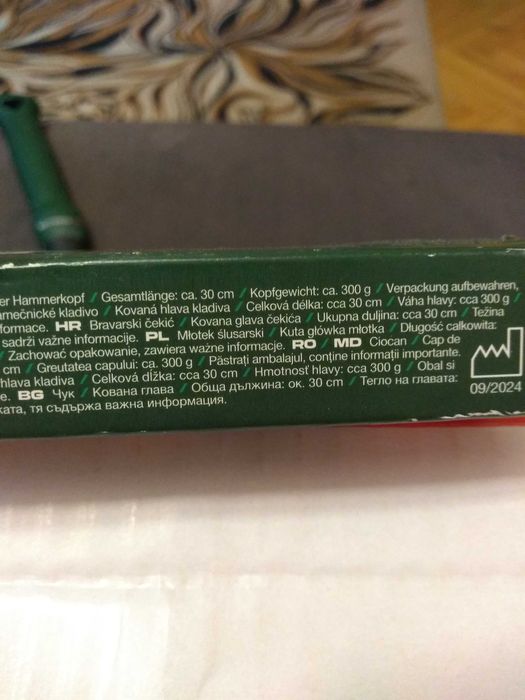 er Hammerkopf / Gesamtlänge: ca. 30 cm / Kopfgewicht: ca. 300 g / Verpackung aufbewahren,
amečnické kladivo / Kovaná hlava kladiva / Celková délka: cca 30 cm / Váha hlavy: cca 300 g /
formace. HR Bravarski čekić / Kovana glava čekića / Ukupna duljina: cca 30 cm / Težina
sadrži važne informacije. PL Młotek ślusarski / Kuta główka młotka / Długość całkowita:
/ Zachować opakowanie, zawiera ważne informacje. RO / MD Ciocan / Cap de
cm / Greutatea capului: ca. 300 g / Păstrați ambalajul, conține informații importante.
hlava kladiva / Celková dĺžka: cca 30 cm / Hmotnosť hlavy: cca 300 g / Obal si
e. BG Чук / Кована глава / Обща дължина: ок. 30 cm / Тегло на главата:
ката, тя съдържа важна информация.
09/2024